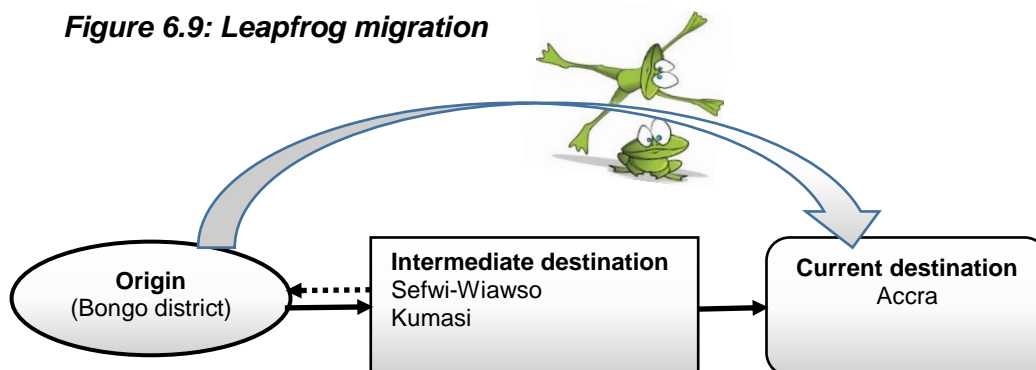 Figure 6.9: Leapfrog migration
Origin
(Bongo district)
Intermediate destination
Sefwi-Wiawso
Kumasi
Current destination
Accra